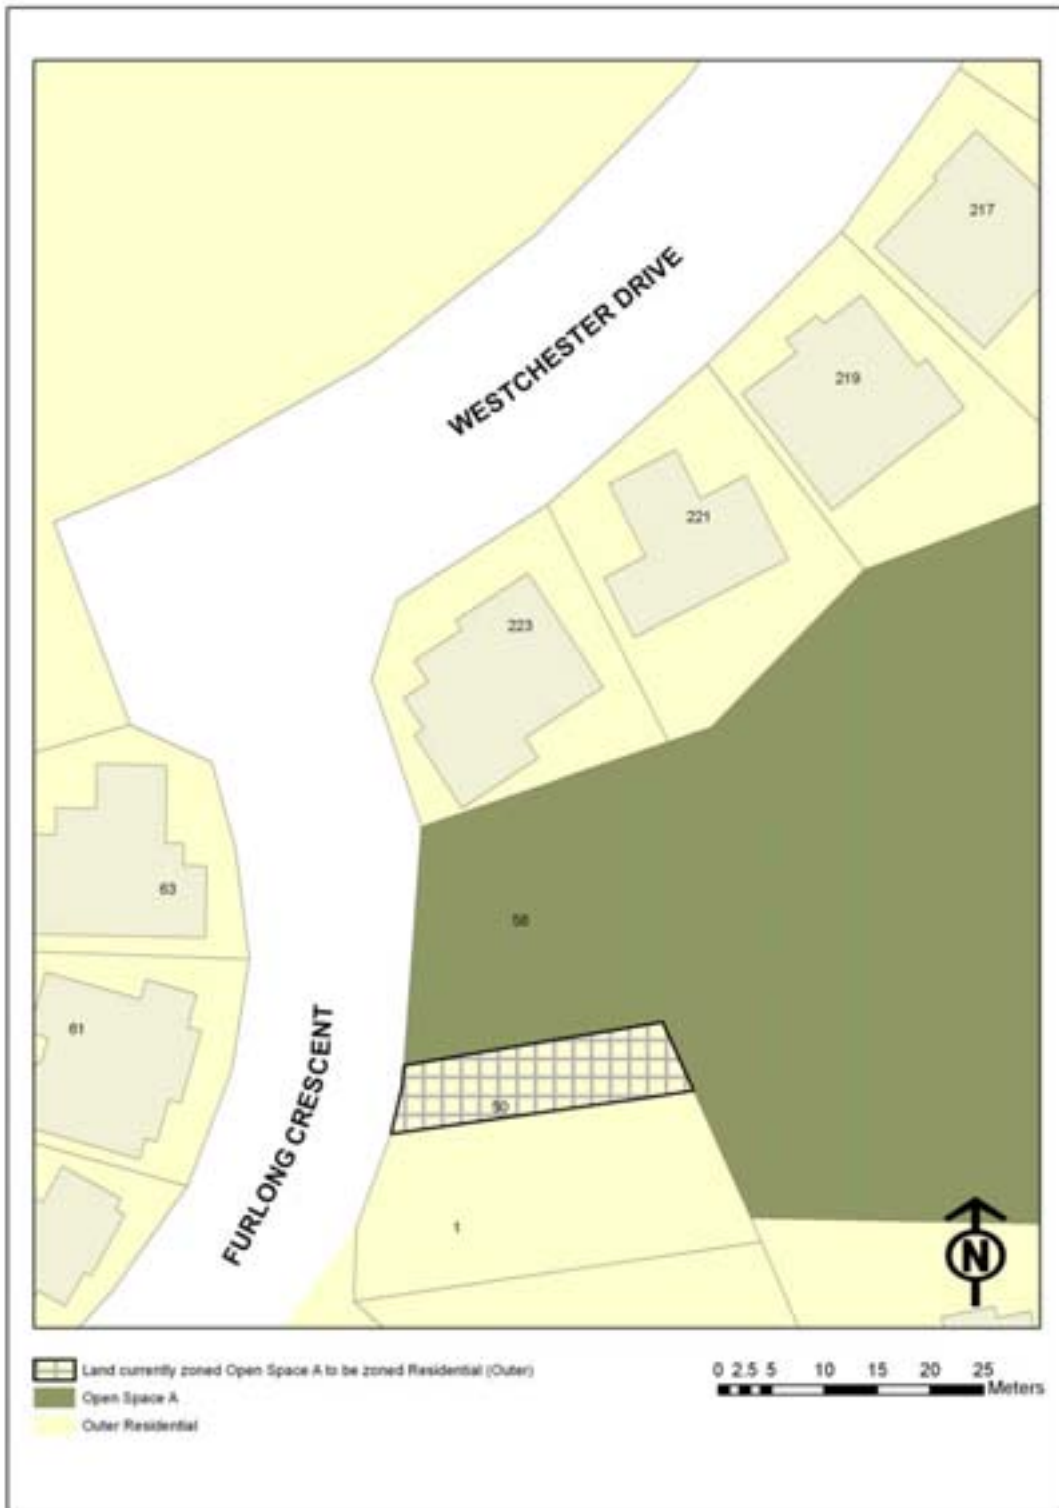 217
WESTCHESTER DRIVE
219
221
223
63
58
61
FURLONG CRESCENT
50
1
N
Land currently zoned Open Space A to be zoned Residential (Outer)
Open Space A
Outer Residential
0 2.5 5 10 15 20 25
Meters